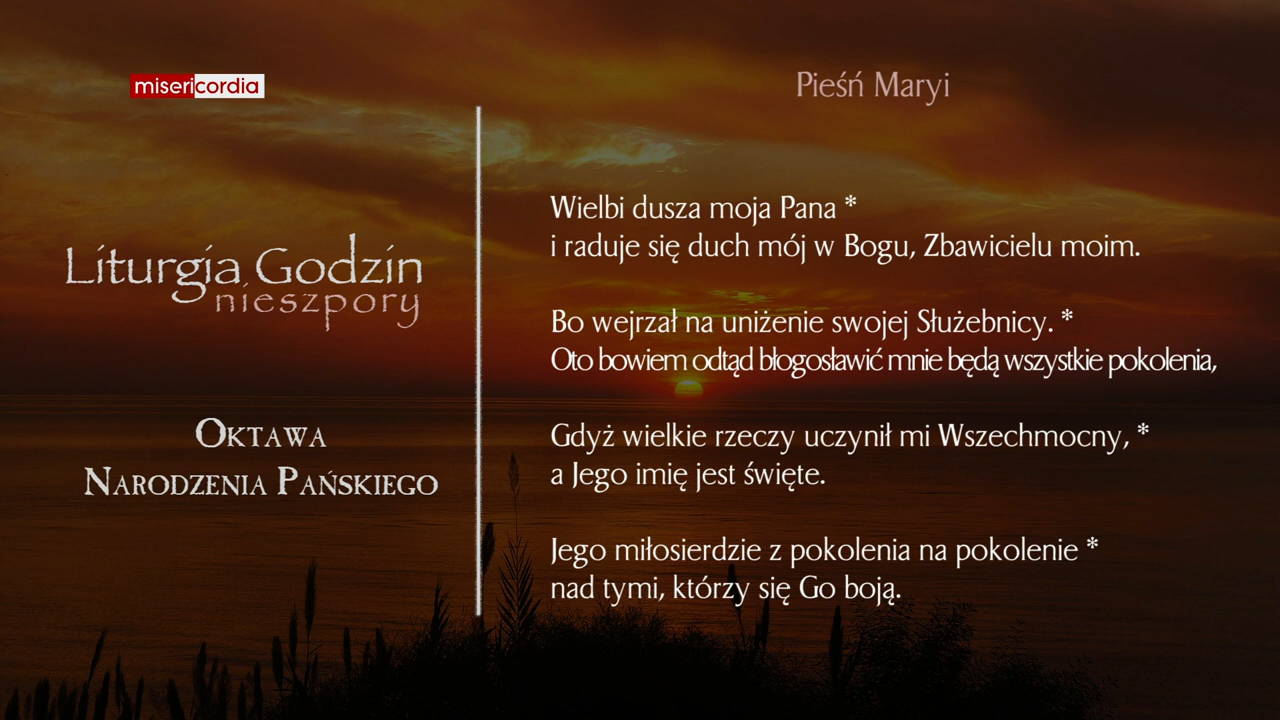 misericordia
Liturgia Godzin
nieszpory
Oktawa
Narodzenia Pańskiego
Pieśń Maryi
Wielbi dusza moja Pana *
i raduje się duch mój w Bogu, Zbawicielu moim.
Bo wejrzał na uniżenie swojej Służebnicy. *
Oto bowiem odtąd błogosławić mnie będą wszystkie pokolenia,
Gdyż wielkie rzeczy uczynił mi Wszechmocny, *
a Jego imię jest święte.
Jego miłosierdzie z pokolenia na pokolenie *
nad tymi, którzy się Go boją.